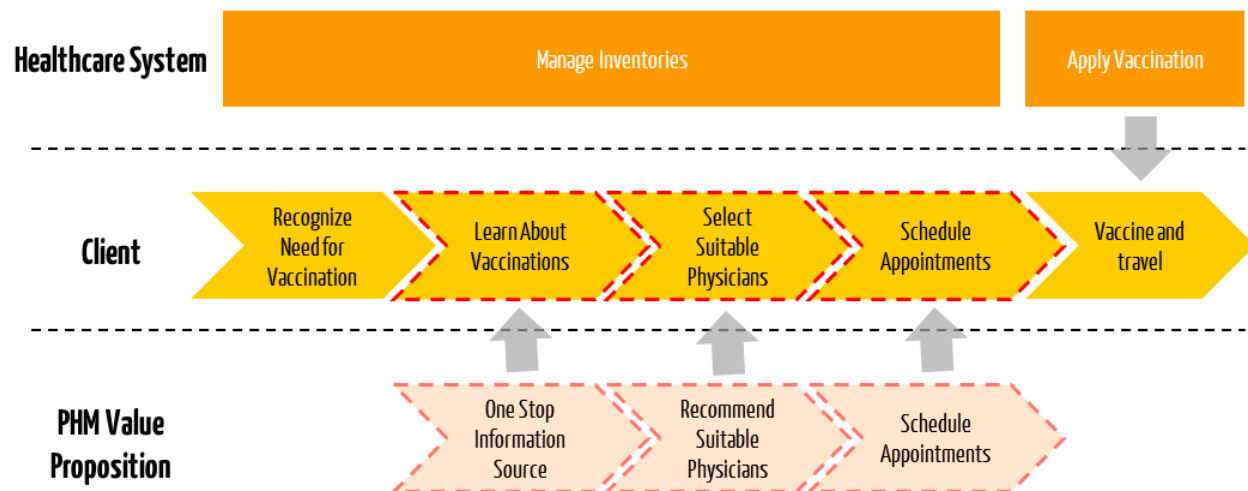 Healthcare System
Manage Inventories
Apply Vaccination
Client
Recognize
Need for
Vaccination
Learn About
Vaccinations
Select
Suitable
Physicians
Schedule
Appointments
Vaccine and
travel
PHM Value
Proposition
One Stop
Information
Source
Recommend
Suitable
Physicians
Schedule
Appointments